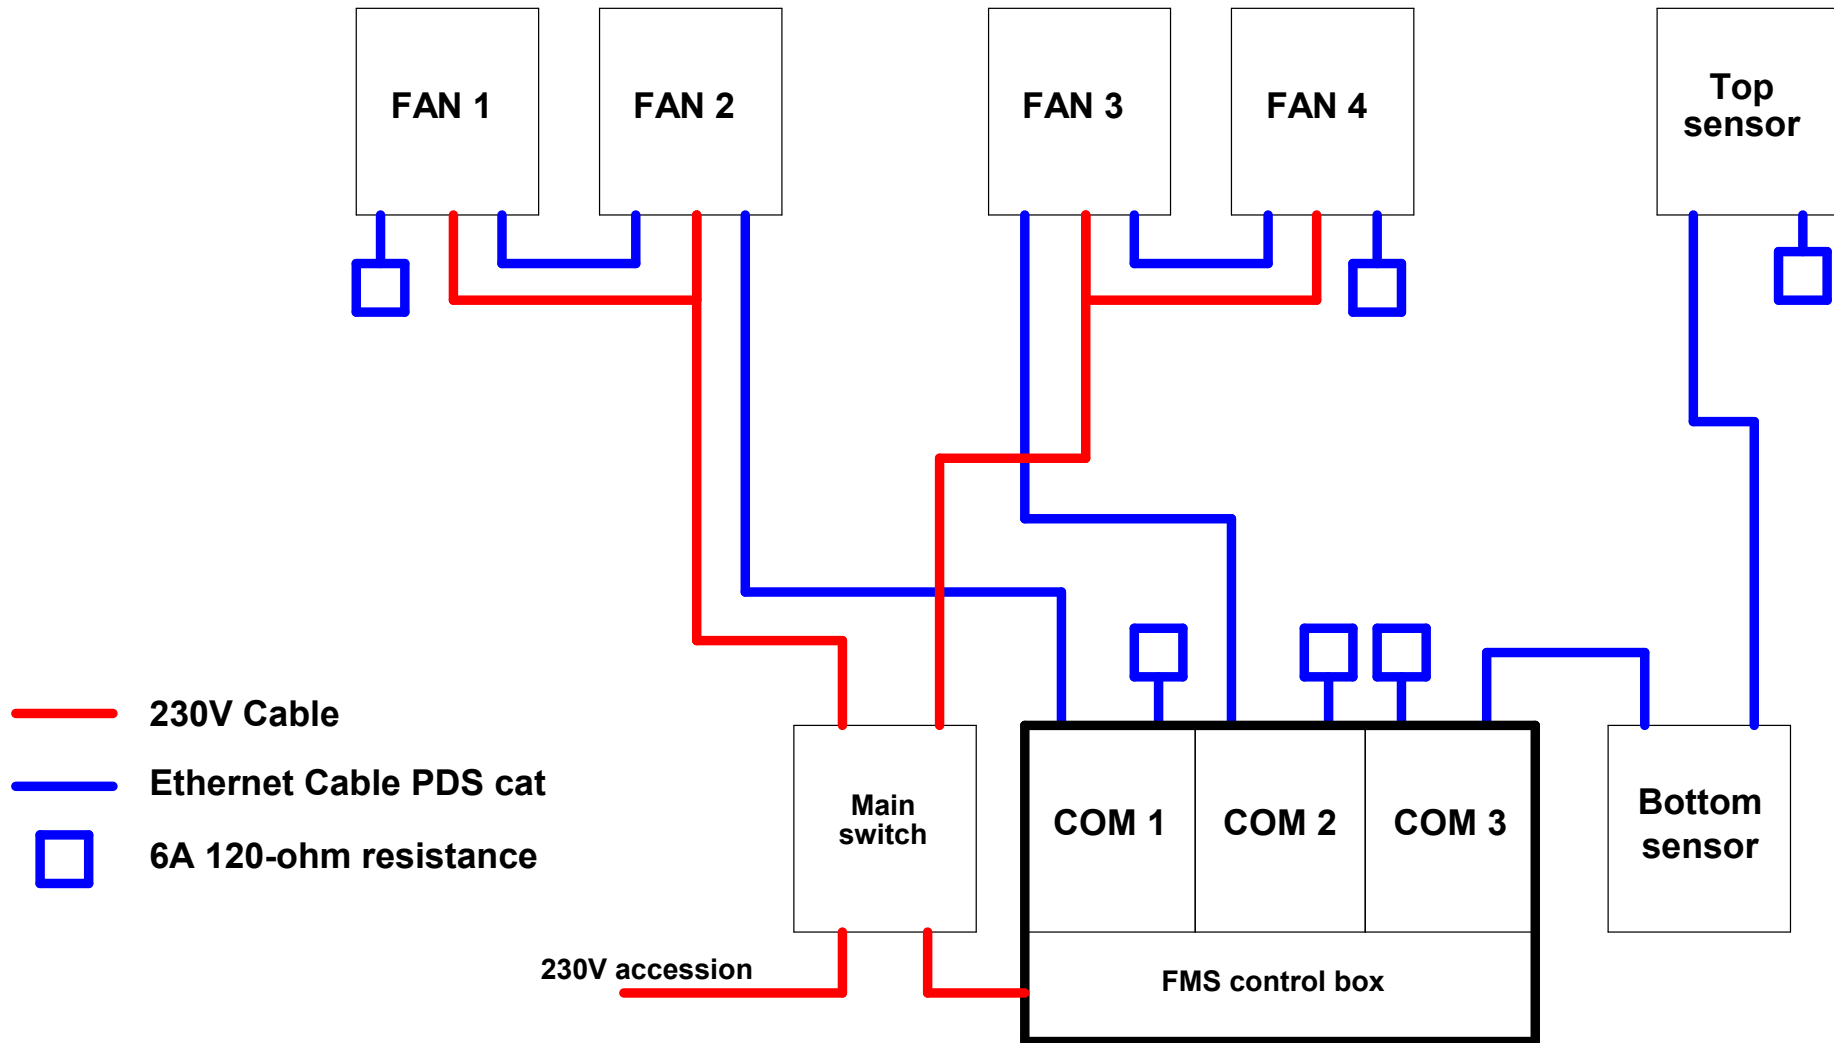 FAN 1
FAN 2
FAN 3
FAN 4
Top
sensor
230V Cable
Ethernet Cable PDS cat
6A 120-ohm resistance
Main
switch
COM 1
COM 2
COM 3
Bottom
sensor
230V accession
FMS control box